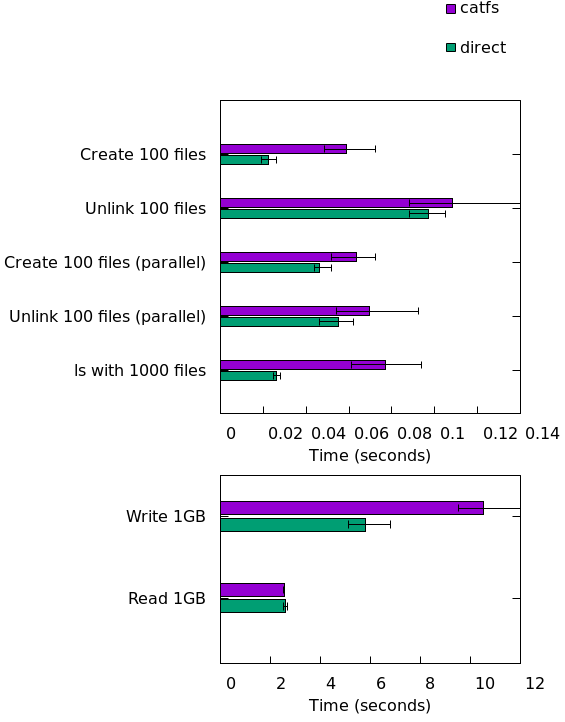 catfs
direct
Create 100 files
Unlink 100 files
Create 100 files (parallel)
Unlink 100 files (parallel)
ls with 1000 files
0 0.02 0.04 0.06 0.08 0.1 0.12 0.14
Time (seconds)
Write 1GB
Read 1GB
0 2 4 6 8 10 12
Time (seconds)